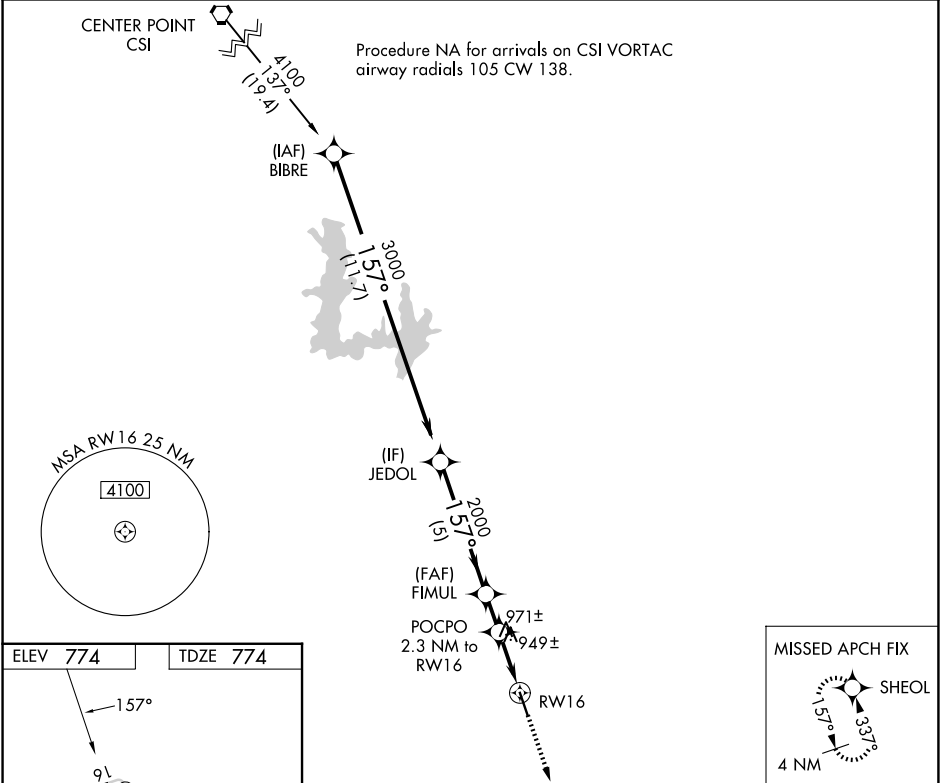 CENTER POINT
CSI
Procedure NA for arrivals on CSI VORTAC
airway radials 105 CW 138.
4100
137°
(19.4)
(IAF)
BIBRE
3000
157°
(11.7)
MSA RW16 25 NM
4100
(IF)
JEDOL
2000
157°
(5)
(FAF)
FIMUL
POCPO
2.3 NM to
RW16
971±
949±
RW16
ELEV 774
TDZE 774
157°
16
MISSED APCH FIX
SHEOL
157°
337°
4 NM